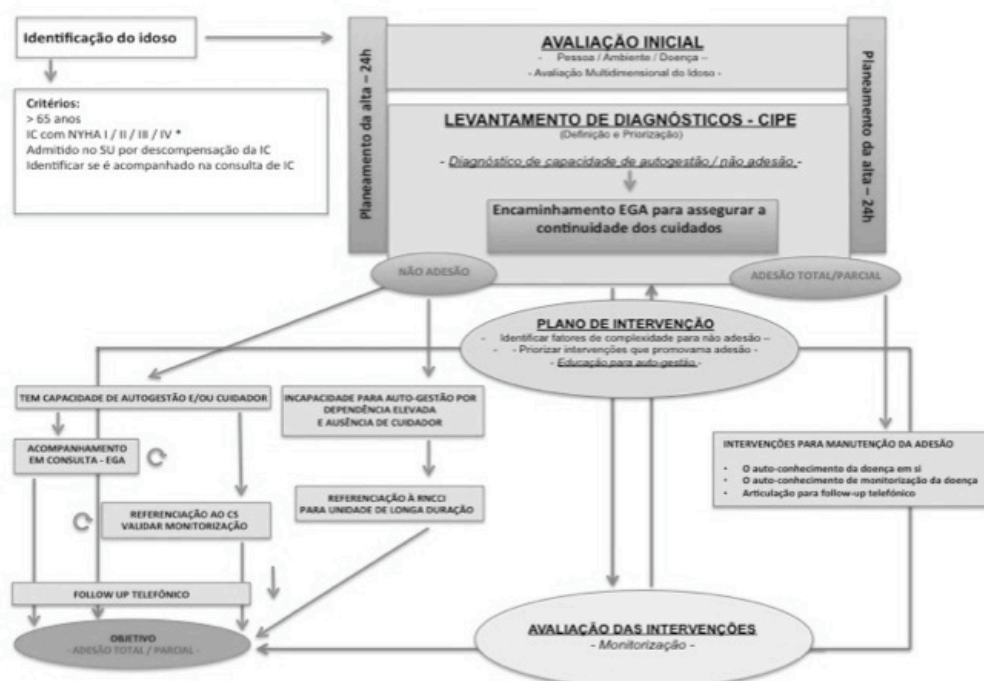 Identificação do idoso
Critérios:
> 65 anos
IC com NYHA I / II / III / IV *
Admitido no SU por descompensação da IC
Identificar se é acompanhado na consulta de IC
Planeamento da alta – 24h
AVALIAÇÃO INICIAL
- Pessoa / Ambiente / Doença –
- Avaliação Multidimensional do Idoso -
LEVANTAMENTO DE DIAGNÓSTICOS - CIPE
(Definição e Priorização)
- Diagnóstico de capacidade de autogestão / não adesão -
Encaminhamento EGA para assegurar a
continuidade dos cuidados
Planeamento da alta – 24h
NÃO ADESÃO
ADESÃO TOTAL/PARCIAL
PLANO DE INTERVENÇÃO
- Identificar fatores de complexidade para não adesão –
- - Priorizar intervenções que promovama adesão -
- Educação para auto-gestão -
TEM CAPACIDADE DE AUTOGESTÃO E/OU CUIDADOR
INCAPACIDADE PARA AUTO-GESTÃO POR
DEPENDÊNCIA ELEVADA
E AUSÊNCIA DE CUIDADOR
ACOMPANHAMENTO
EM CONSULTA - EGA
REFERENCIAÇÃO AO CS
VALIDAR MONITORIZAÇÃO
REFERENCIAÇÃO À RNCCI
PARA UNIDADE DE LONGA DURAÇÃO
INTERVENÇÕES PARA MANUTENÇÃO DA ADESÃO
• O auto-conhecimento da doença em si
• O auto-conhecimento de monitorização da doença
• Articulação para follow-up telefónico
FOLLOW UP TELEFÓNICO
OBJETIVO
- ADESÃO TOTAL / PARCIAL -
AVALIAÇÃO DAS INTERVENÇÕES
- Monitorização -